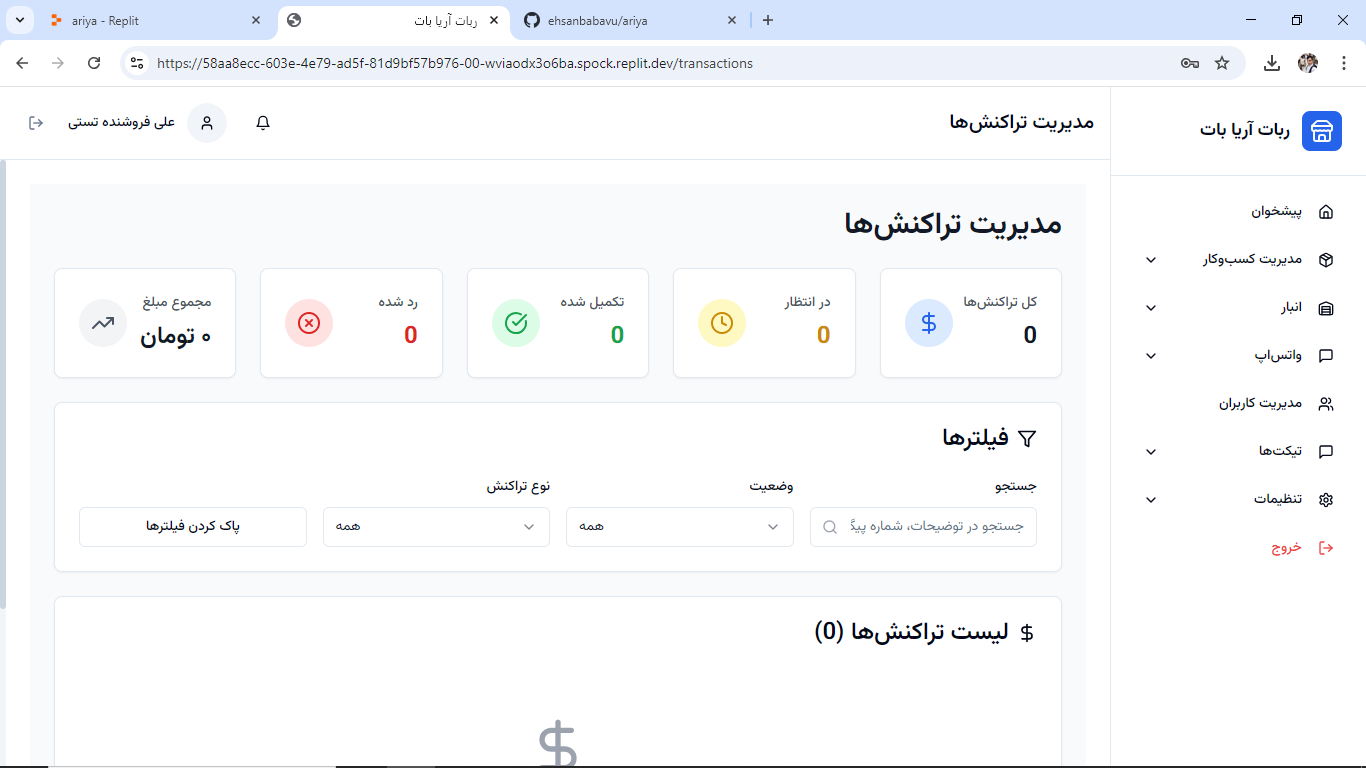 ariya - Replit
ربات آریا بات
ehsanbabavu/ariya
https://58aa8ecc-603e-4e79-ad5f-81d9bf57b976-00-wviaodx3o6ba.spock.replit.dev/transactions
ربات آریا بات
مدیریت تراکنش‌ها
علی فروشنده تستی
پیشخوان
مدیریت کسب‌وکار
انبار
واتس‌اپ
مدیریت کاربران
تیکت‌ها
تنظیمات
خروج
مدیریت تراکنش‌ها
کل تراکنش‌ها
0
در انتظار
0
تکمیل شده
0
رد شده
0
مجموع مبلغ
۰ تومان
فیلترها
جستجو
جستجو در توضیحات، شماره پیگ
وضعیت
همه
نوع تراکنش
همه
پاک کردن فیلترها
لیست تراکنش‌ها (0)